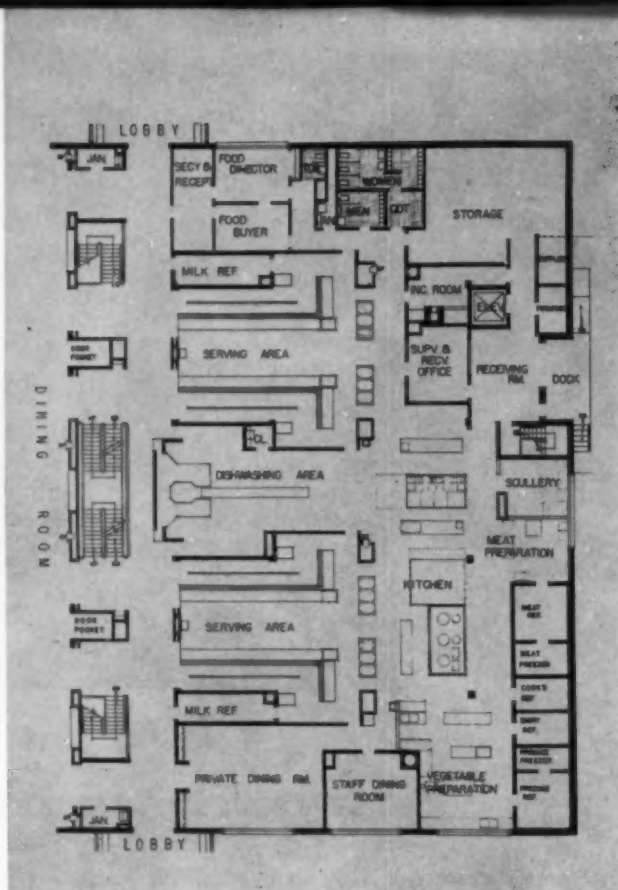 LOBBY
JAN.
SECY &
RECEPT
FOOD
DIRECTOR
WOMEN
MEN
STORAGE
FOOD
BUYER
MILK REF.
INC. ROOM
ELEV.
DOOR
POCKET
SERVING AREA
SUPV. &
RECV.
OFFICE
RECEIVING
RM.
DOCK
DINING ROOM
CL.
DISHWASHING AREA
SCULLERY
MEAT
PREPARATION
KITCHEN
MEAT
REF.
DOOR
POCKET
SERVING AREA
MEAT
FREEZER
COOK'S
REF.
MILK REF.
DAIRY
REF.
PRODUCE
FREEZER
PRIVATE DINING RM.
STAFF DINING
ROOM
VEGETABLE
PREPARATION
PRODUCE
REF.
JAN.
LOBBY